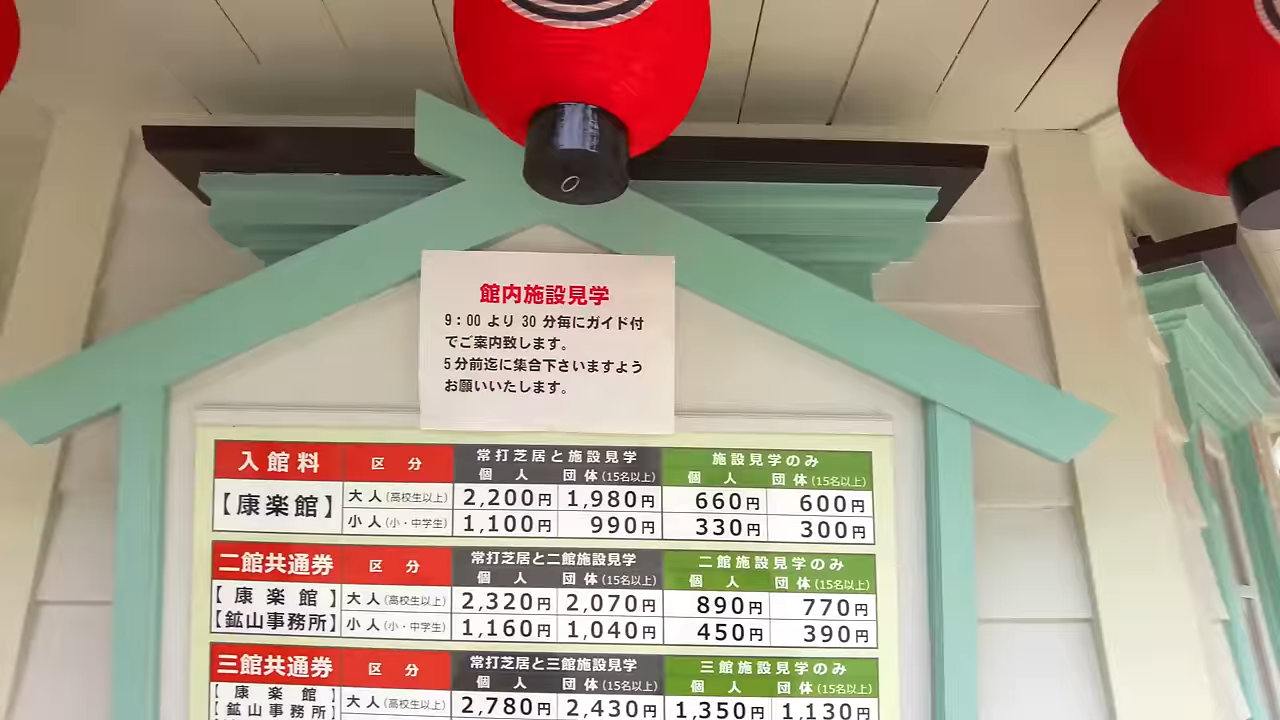 館内施設見学
9:00 より 30 分毎にガイド付
でご案内致します。
5分前迄に集合下さいますよう
お願いいたします。
入館料 区分 常打芝居と施設見学 施設見学のみ
個人 団体(15名以上) 個人 団体(15名以上)
【康楽館】 大人(高校生以上) 2,200円 1,980円 660円 600円
小人(小・中学生) 1,100円 990円 330円 300円
二館共通券 区分 常打芝居と二館施設見学 二館施設見学のみ
個人 団体(15名以上) 個人 団体(15名以上)
【康楽館】 大人(高校生以上) 2,320円 2,070円 890円 770円
【鉱山事務所】 小人(小・中学生) 1,160円 1,040円 450円 390円
三館共通券 区分 常打芝居と三館施設見学 三館施設見学のみ
個人 団体(15名以上) 個人 団体(15名以上)
【康楽館】 大人(高校生以上) 2,780円 2,430円 1,350円 1,130円
【鉱山事務所】